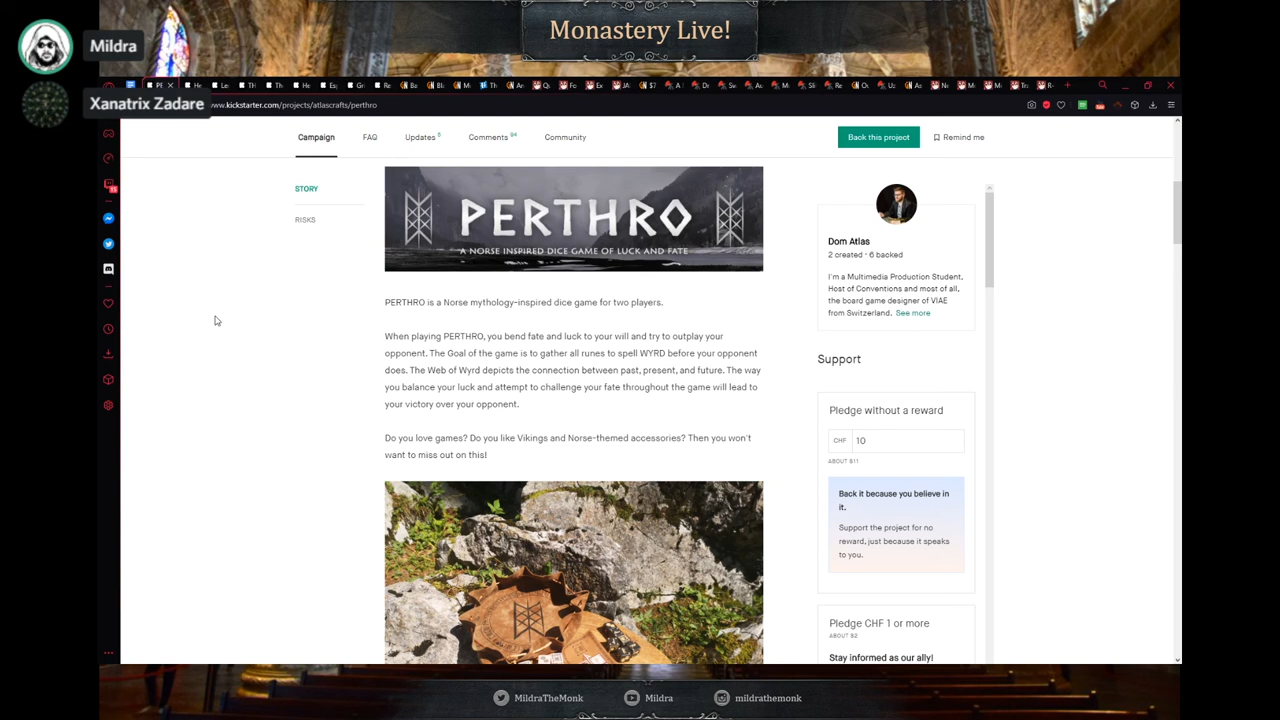 Monastery Live!
Mildra
Xanatrix Zadare
www.kickstarter.com/projects/atlascrafts/perthro
Campaign FAQ Updates 6 Comments 94 Community Back this project Remind me
STORY
RISKS
PERTHRO
A NORSE INSPIRED DICE GAME OF LUCK AND FATE
PERTHRO is a Norse mythology-inspired dice game for two players.
When playing PERTHRO, you bend fate and luck to your will and try to outplay your
opponent. The Goal of the game is to gather all runes to spell WYRD before your opponent
does. The Web of Wyrd depicts the connection between past, present, and future. The way
you balance your luck and attempt to challenge your fate throughout the game will lead to
your victory over your opponent.
Do you love games? Do you like Vikings and Norse-themed accessories? Then you won't
want to miss out on this!
Dom Atlas
2 created · 6 backed
I'm a Multimedia Production Student,
Host of Conventions and most of all,
the board game designer of VIAE
from Switzerland. See more
Support
Pledge without a reward
CHF 10
ABOUT $11
Back it because you believe in
it.
Support the project for no
reward, just because it speaks
to you.
Pledge CHF 1 or more
ABOUT $2
Stay informed as our ally!
MildraTheMonk Mildra mildrathemonk